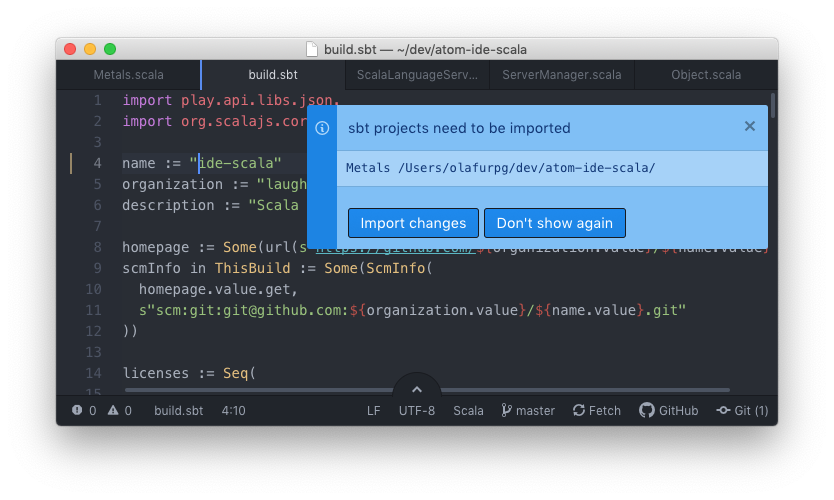 build.sbt — ~/dev/atom-ide-scala
Metals.scala build.sbt ScalaLanguageServ… ServerManager.scala Object.scala
1 import play.api.libs.json.
2 import org.scalajs.cor
3
4 name := "ide-scala"
5 organization := "laugh
6 description := "Scala
7
sbt projects need to be imported
Metals /Users/olafurpg/dev/atom-ide-scala/
Import changes Don't show again
8 homepage := Some(url(s"https://github.com/${organization.value}/${name.value}
9 scmInfo in ThisBuild := Some(ScmInfo(
10 homepage.value.get,
11 s"scm:git:git@github.com:${organization.value}/${name.value}.git"
12 ))
13
14 licenses := Seq(
15
0 0 build.sbt 4:10 LF UTF-8 Scala master Fetch GitHub Git (1)